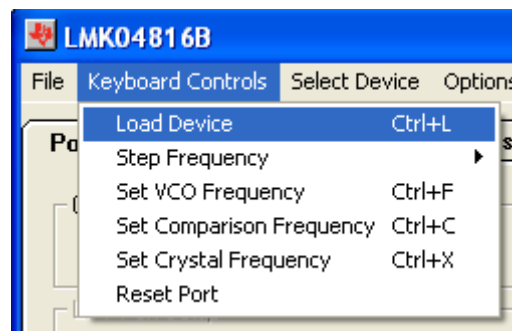 LMK04816B
File Keyboard Controls Select Device Options
Load Device Ctrl+L
Step Frequency
Set VCO Frequency Ctrl+F
Set Comparison Frequency Ctrl+C
Set Crystal Frequency Ctrl+X
Reset Port